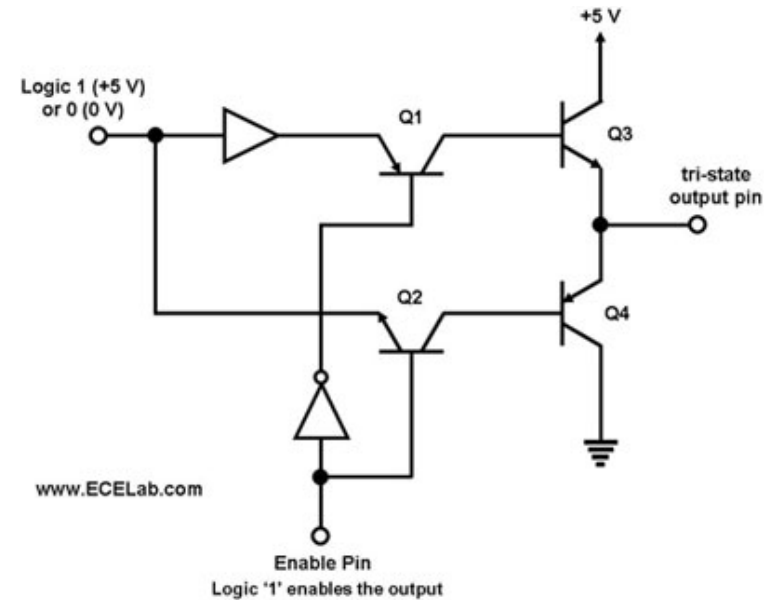 +5 V
Logic 1 (+5 V)
or 0 (0 V)
Q1
Q3
tri-state
output pin
Q2
Q4
www.ECELab.com
Enable Pin
Logic '1' enables the output